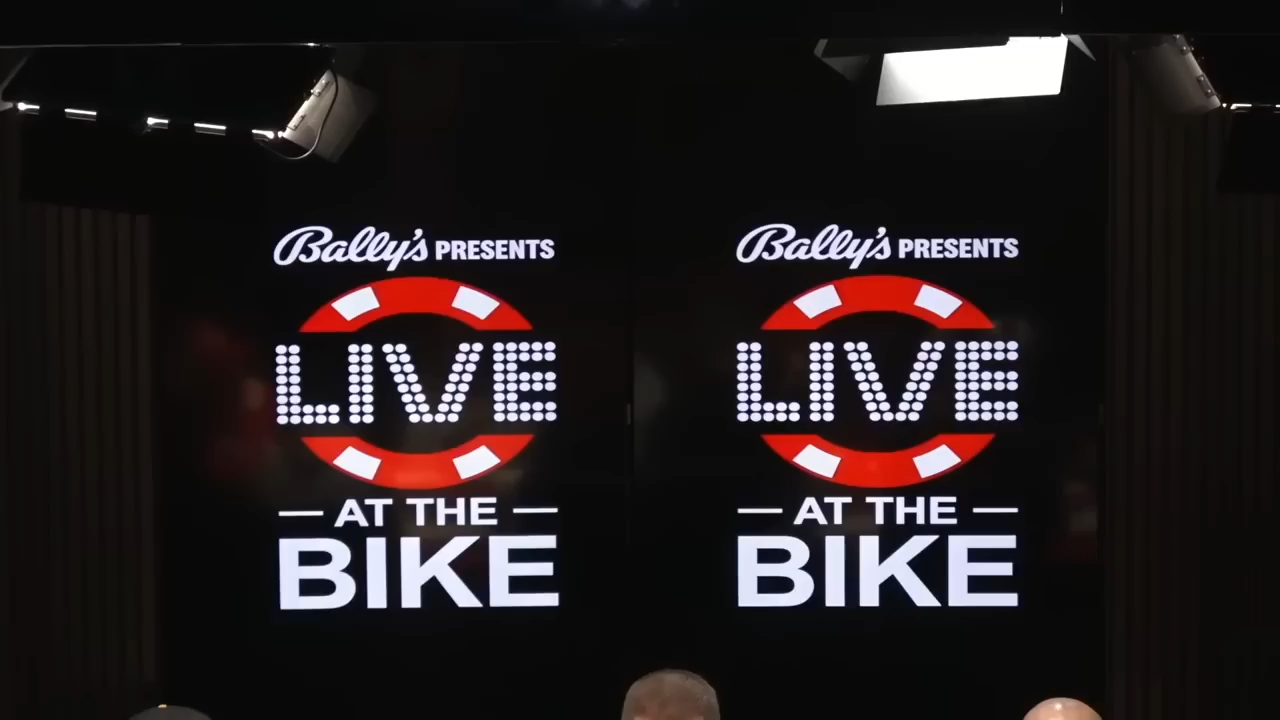 Bally's PRESENTS
LIVE
AT THE
BIKE
Bally's PRESENTS
LIVE
AT THE
BIKE